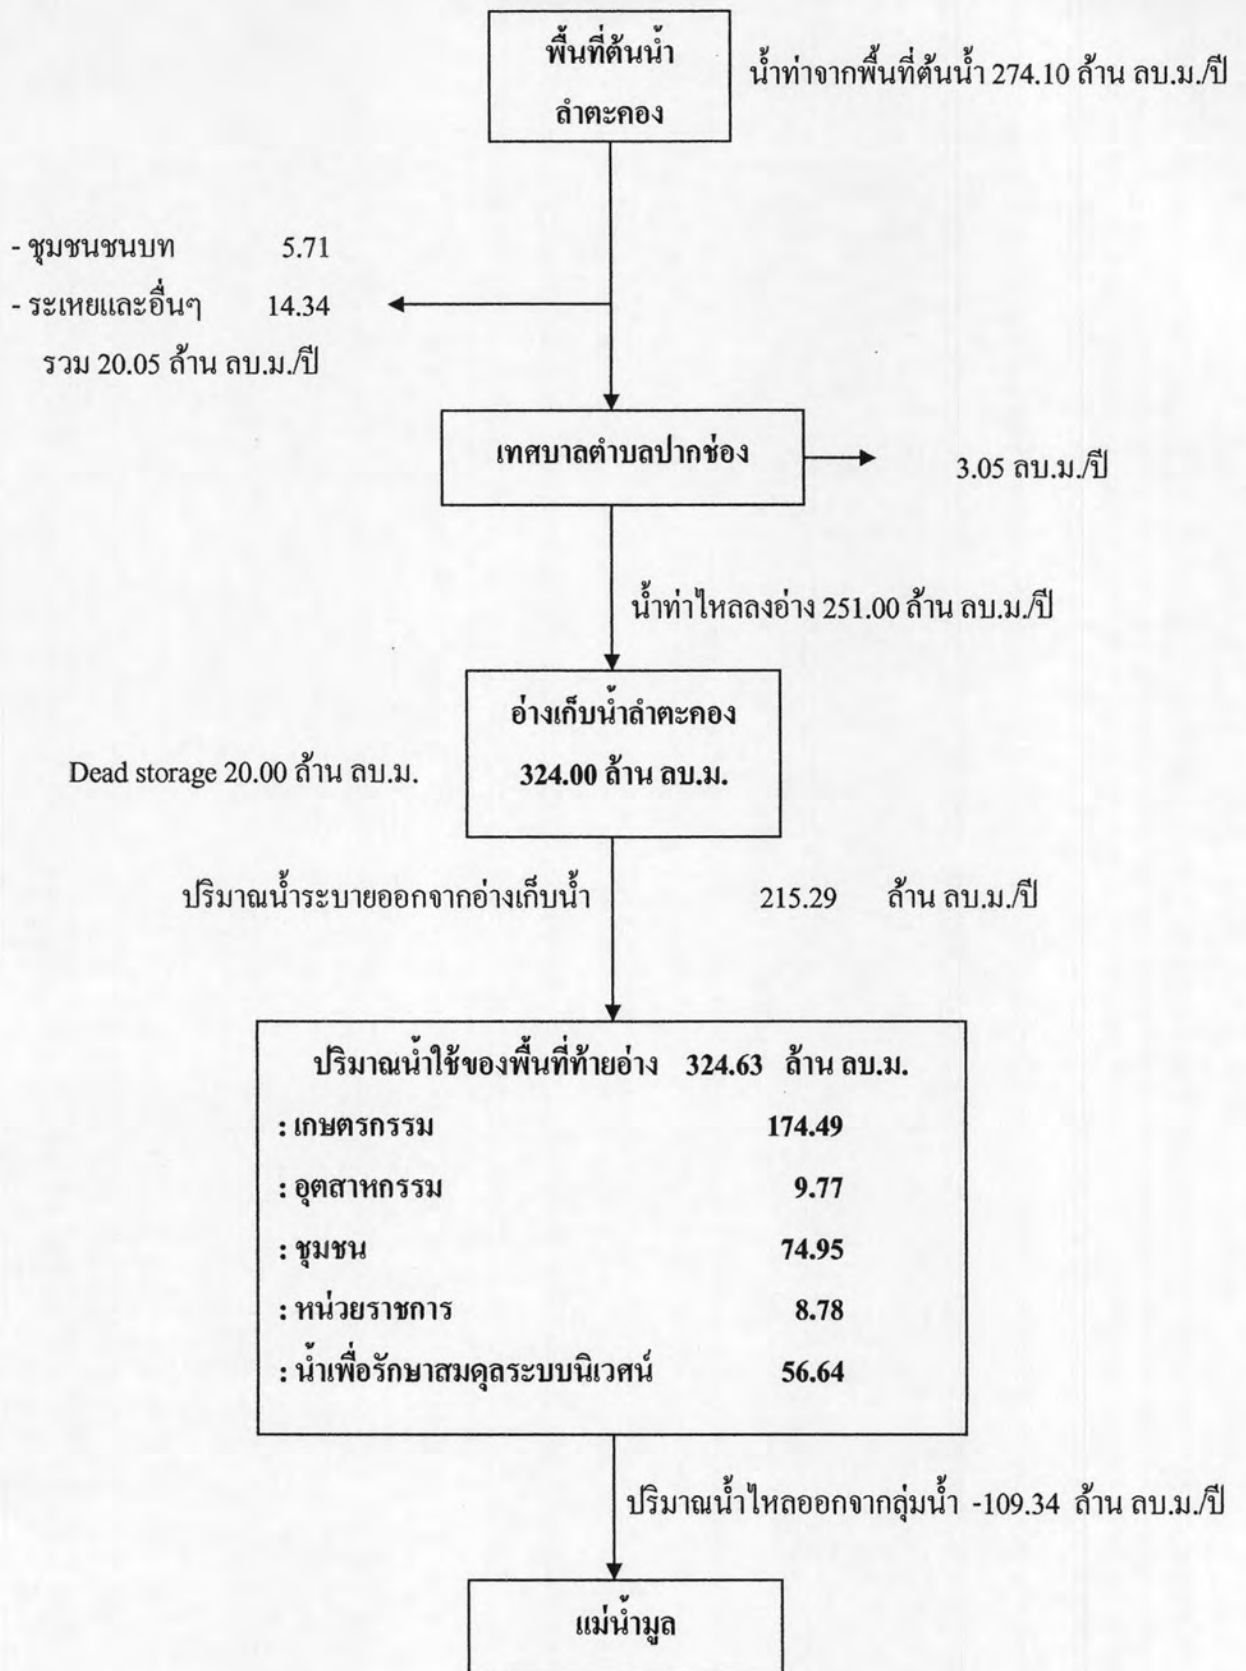 พื้นที่ต้นน้ำ
ลำตะคอง
น้ำท่าจากพื้นที่ต้นน้ำ 274.10 ล้าน ลบ.ม./ปี
- ชุมชนชนบท 5.71
- ระเหยและอื่นๆ 14.34
รวม 20.05 ล้าน ลบ.ม./ปี
เทศบาลตำบลปากช่อง
3.05 ลบ.ม./ปี
น้ำท่าไหลลงอ่าง 251.00 ล้าน ลบ.ม./ปี
อ่างเก็บน้ำลำตะคอง
324.00 ล้าน ลบ.ม.
Dead storage 20.00 ล้าน ลบ.ม.
ปริมาณน้ำระบายออกจากอ่างเก็บน้ำ 215.29 ล้าน ลบ.ม./ปี
ปริมาณน้ำใช้ของพื้นที่ท้ายอ่าง 324.63 ล้าน ลบ.ม.
: เกษตรกรรม 174.49
: อุตสาหกรรม 9.77
: ชุมชน 74.95
: หน่วยราชการ 8.78
: น้ำเพื่อรักษาสมดุลระบบนิเวศน์ 56.64
ปริมาณน้ำไหลออกจากลุ่มน้ำ -109.34 ล้าน ลบ.ม./ปี
แม่น้ำมูล